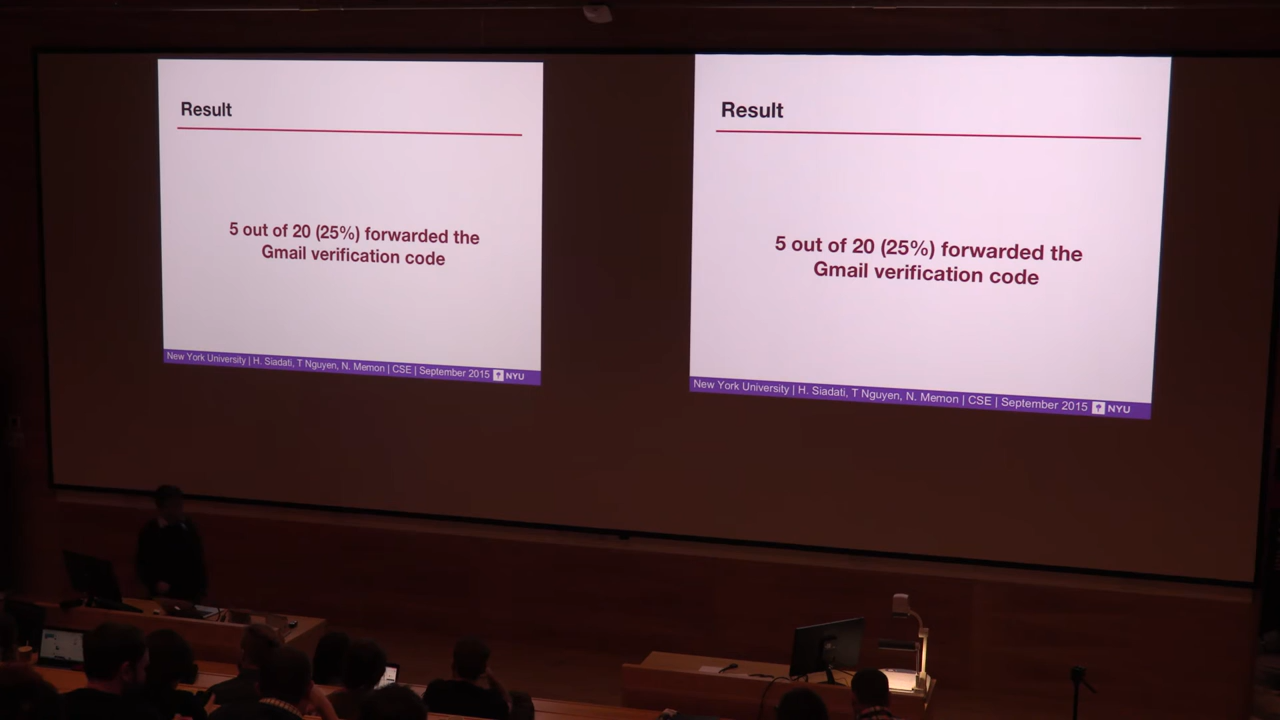 Result
5 out of 20 (25%) forwarded the
Gmail verification code
New York University | H. Siadati, T Nguyen, N. Memon | CSE | September 2015 NYU
Result
5 out of 20 (25%) forwarded the
Gmail verification code
New York University | H. Siadati, T Nguyen, N. Memon | CSE | September 2015 NYU